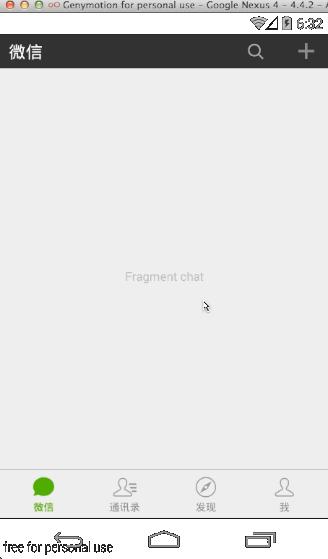 Genymotion for personal use - Google Nexus 4 - 4.4.2 - A
6:32
微信
Fragment chat
微信 通讯录 发现 我
free for personal use